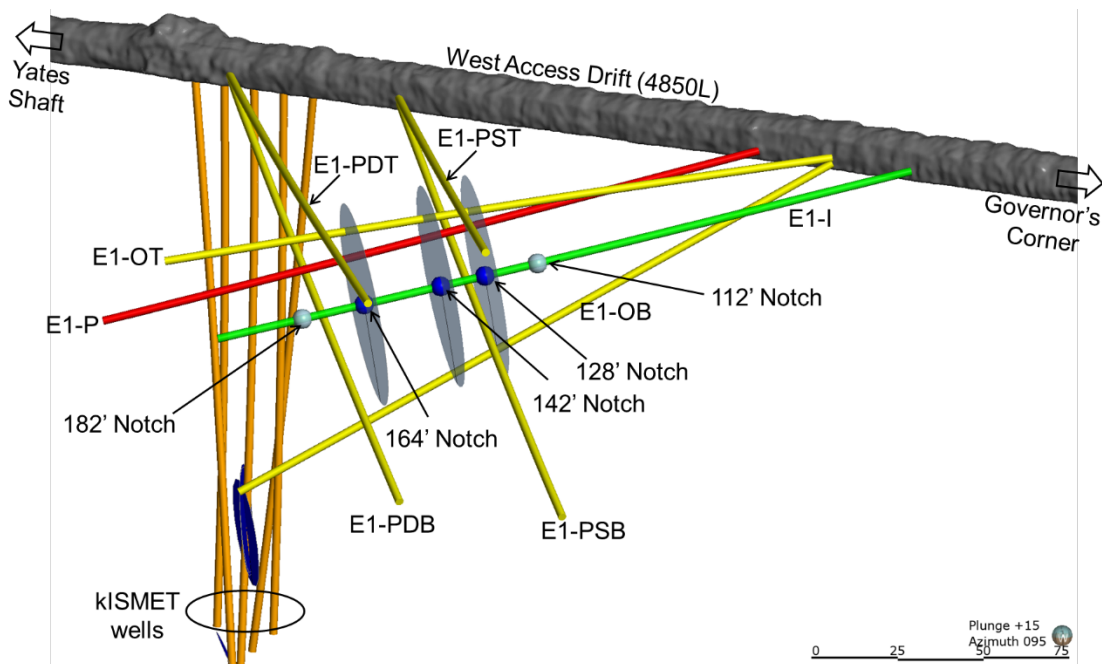 West Access Drift (4850L)
Yates
Shaft
Governor's
Corner
E1-PST
E1-PDT
E1-I
E1-OT
E1-P
112' Notch
E1-OB
128' Notch
142' Notch
182' Notch
164' Notch
E1-PDB
E1-PSB
kISMET
wells
Plunge +15
Azimuth 095
0 25 50 75